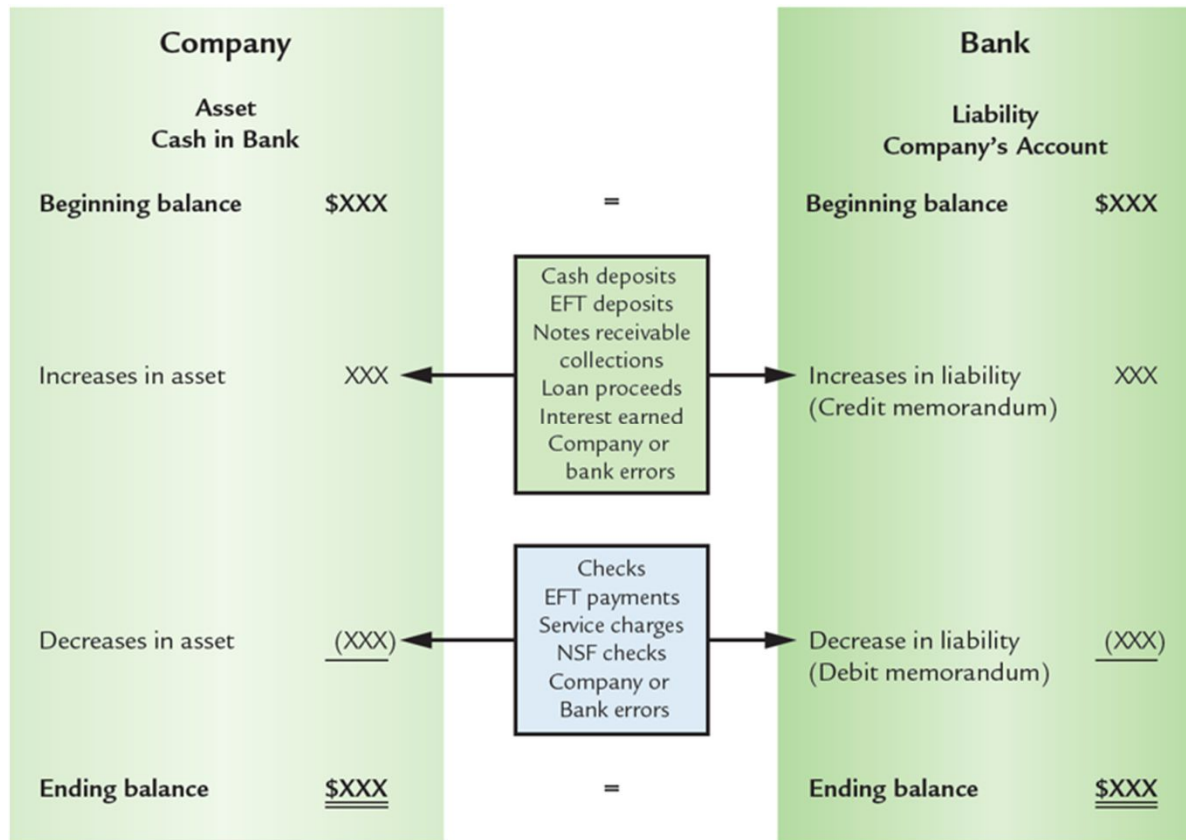 Company
Asset
Cash in Bank
Beginning balance $XXX
Increases in asset XXX
Decreases in asset (XXX)
Ending balance $XXX
=
Cash deposits
EFT deposits
Notes receivable
collections
Loan proceeds
Interest earned
Company or
bank errors
Checks
EFT payments
Service charges
NSF checks
Company or
Bank errors
=
Bank
Liability
Company's Account
Beginning balance $XXX
Increases in liability XXX
(Credit memorandum)
Decrease in liability (XXX)
(Debit memorandum)
Ending balance $XXX